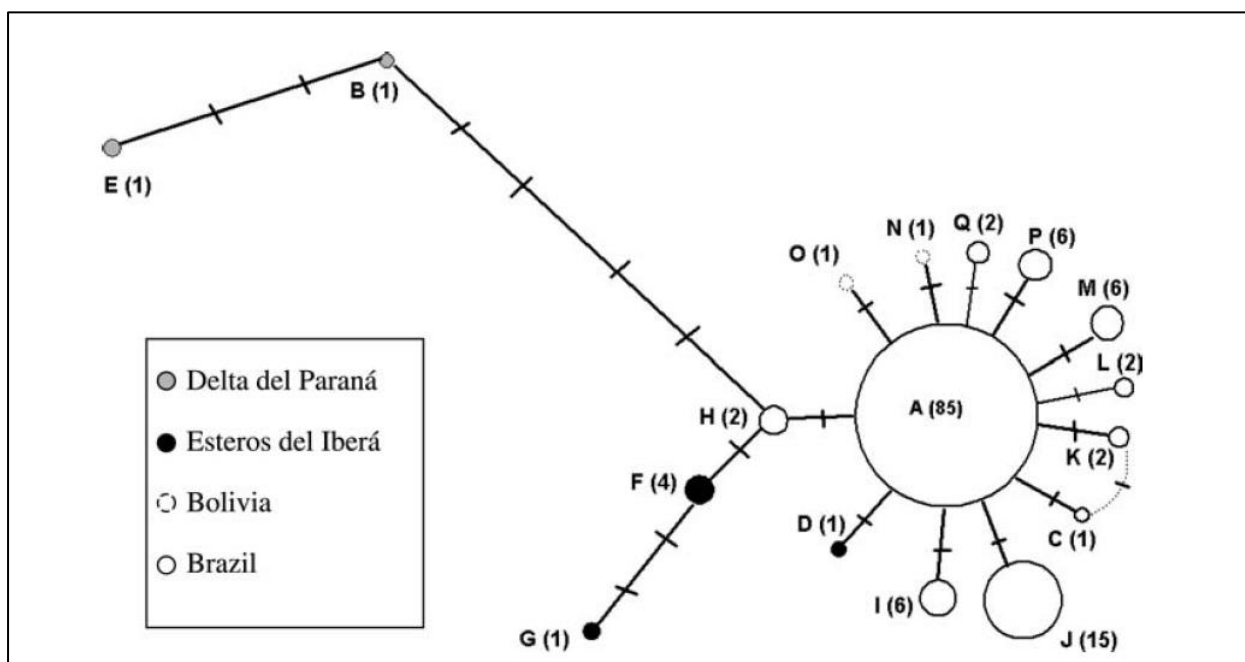 B (1)
E (1)
N (1)
Q (2)
P (6)
O (1)
M (6)
L (2)
A (85)
H (2)
K (2)
F (4)
D (1)
C (1)
I (6)
J (15)
G (1)
Delta del Paraná
Esteros del Iberá
Bolivia
Brazil